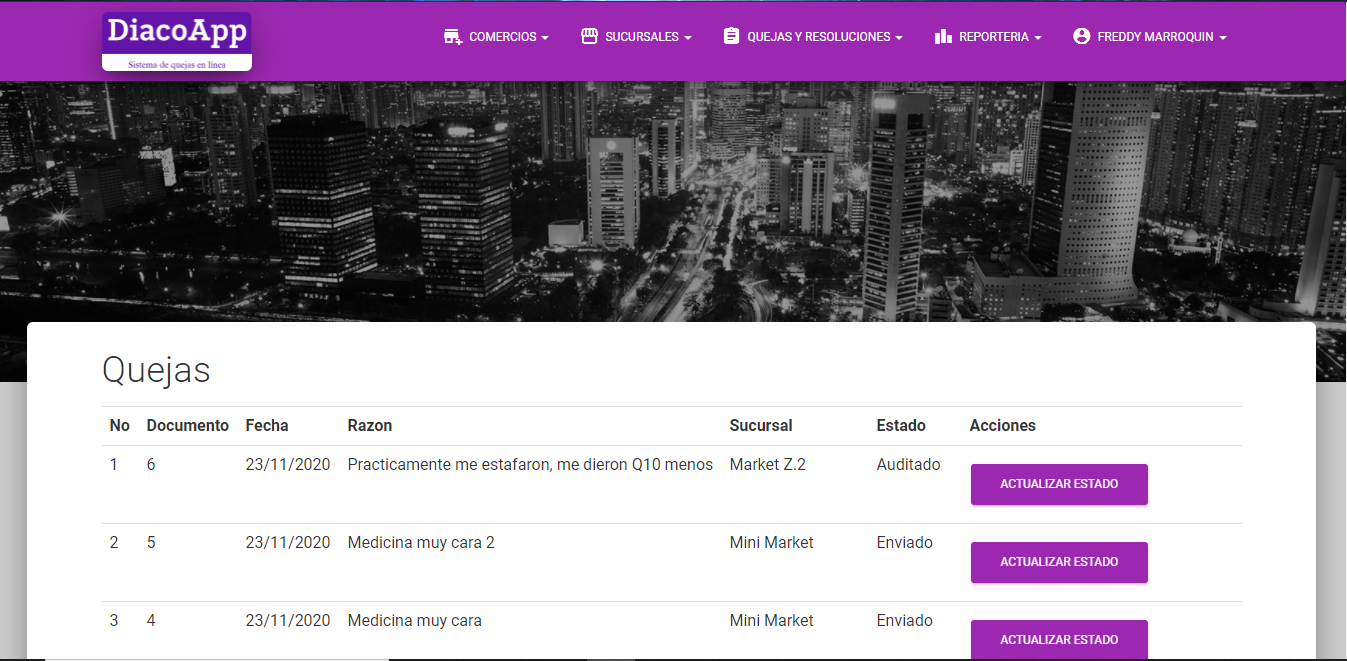 DiacoApp
Sistema de quejas en linea
COMERCIOS
SUCURSALES
QUEJAS Y RESOLUCIONES
REPORTERIA
FREDDY MARROQUIN
Quejas
No Documento Fecha Razon Sucursal Estado Acciones
1 6 23/11/2020 Practicamente me estafaron, me dieron Q10 menos Market Z.2 Auditado ACTUALIZAR ESTADO
2 5 23/11/2020 Medicina muy cara 2 Mini Market Enviado ACTUALIZAR ESTADO
3 4 23/11/2020 Medicina muy cara Mini Market Enviado ACTUALIZAR ESTADO